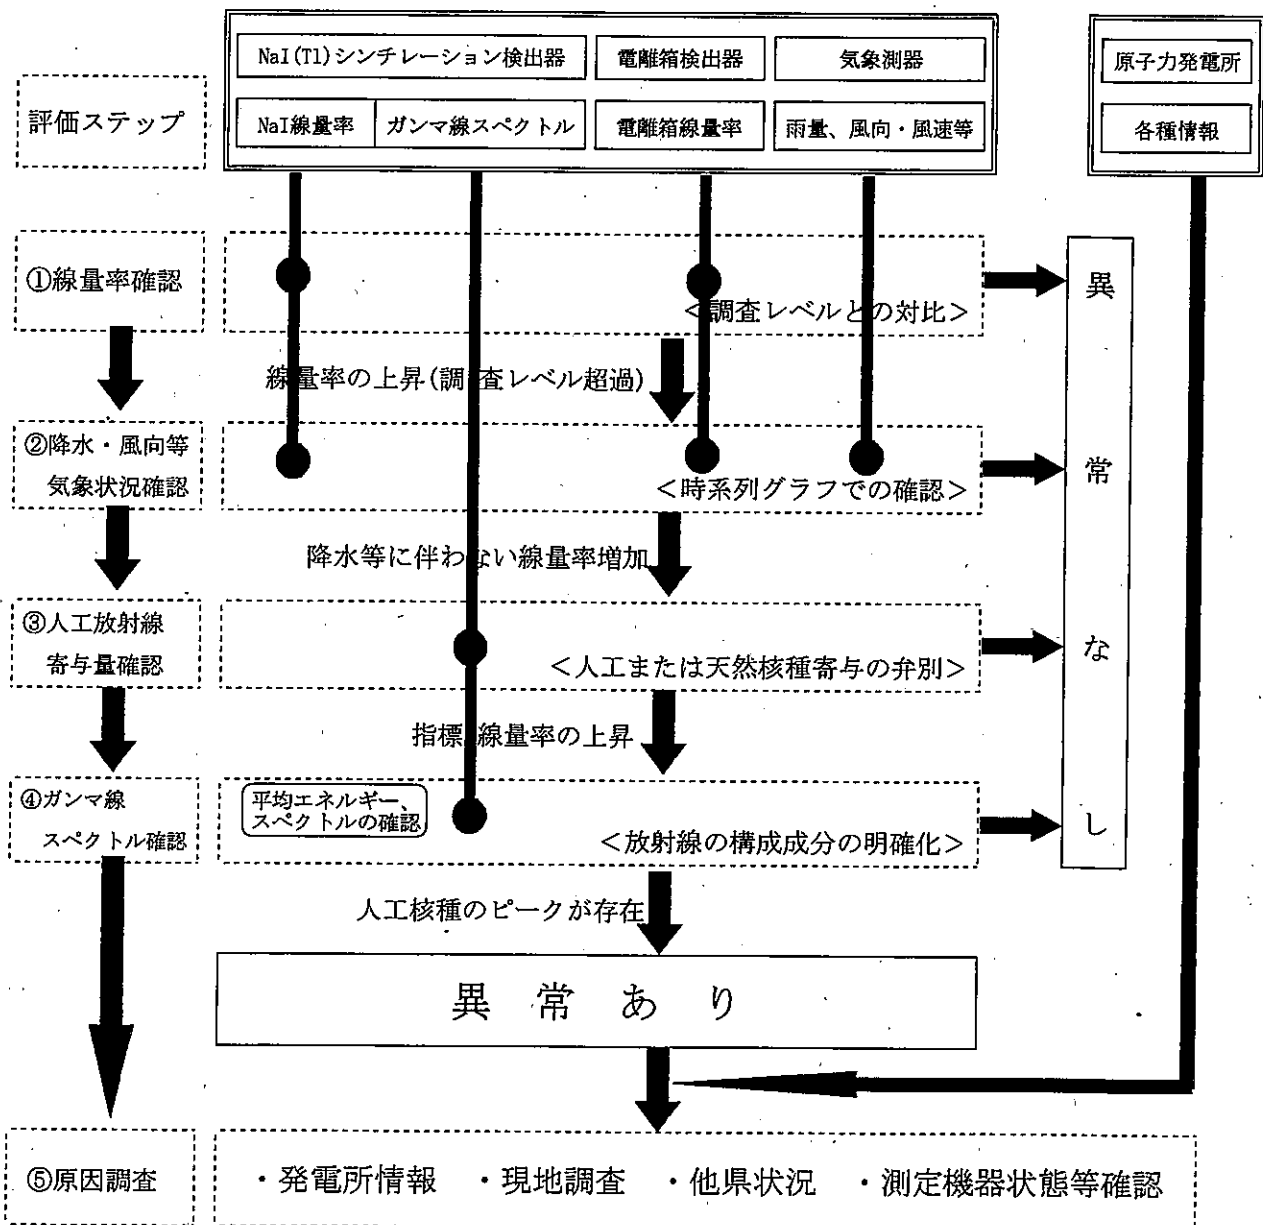 NaI(Tl)シンチレーション検出器
電離箱検出器
気象測器
原子力発電所
評価ステップ
NaI線量率
ガンマ線スペクトル
電離箱線量率
雨量、風向・風速等
各種情報
①線量率確認
<調査レベルとの対比>
線量率の上昇(調査レベル超過)
②降水・風向等
気象状況確認
<時系列グラフでの確認>
降水等に伴わない線量率増加
③人工放射線
寄与量確認
<人工または天然核種寄与の弁別>
指標線量率の上昇
④ガンマ線
スペクトル確認
平均エネルギー、
スペクトルの確認
<放射線の構成成分の明確化>
異常なし
人工核種のピークが存在
異常あり
⑤原因調査
・発電所情報 ・現地調査 ・他県状況 ・測定機器状態等確認